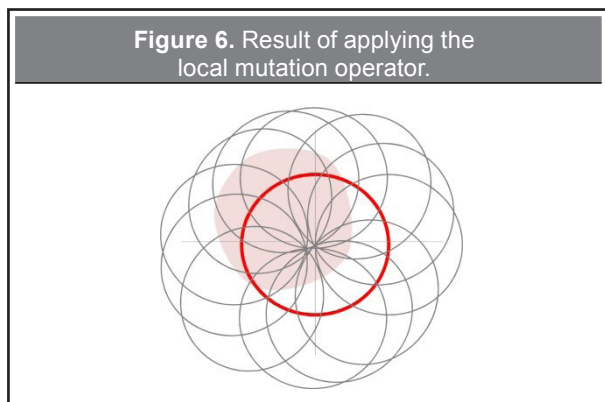 Figure 6. Result of applying the
local mutation operator.